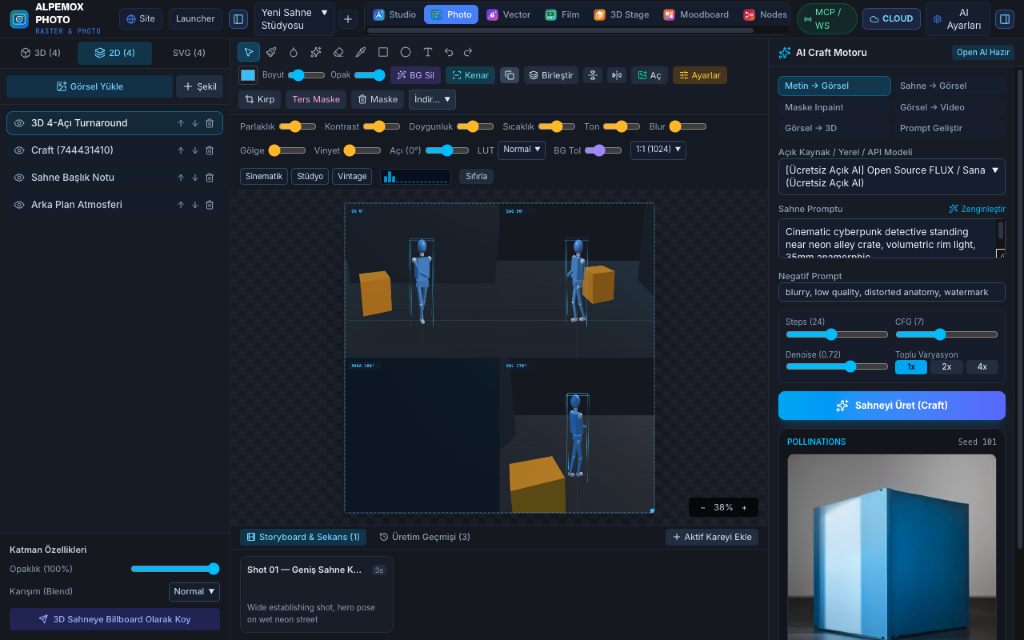 ALPEMOX PHOTO
RASTER & PHOTO
Site
Launcher
Yeni Sahne Stüdyosu ▼
+
Studio
Photo
Vector
Film
3D Stage
Moodboard
Nodes
MCP / WS
CLOUD
AI Ayarları
3D (4)
2D (4)
SVG (4)
Görsel Yükle
+ Şekil
3D 4-Açı Turnaround
Craft (744431410)
Sahne Başlık Notu
Arka Plan Atmosferi
Katman Özellikleri
Opaklık (100%)
Karışım (Blend)
Normal ▼
3D Sahneye Billboard Olarak Koy
Boyut
Opak
BG Sil
Kenar
Birleştir
Aç
Ayarlar
Kırp
Ters Maske
Maske
İndir... ▼
Parlaklık
Kontrast
Doygunluk
Sıcaklık
Ton
Blur
Gölge
Vinyet
Açı (0°)
LUT
Normal ▼
BG Tol
1:1 (1024) ▼
Sinematik
Stüdyo
Vintage
Sıfırla
− 38% +
Storyboard & Sekans (1)
Üretim Geçmişi (3)
+ Aktif Kareyi Ekle
Shot 01 — Geniş Sahne K...
3s
Wide establishing shot, hero pose
on wet neon street
AI Craft Motoru
Open AI Hazır
Metin → Görsel
Sahne → Görsel
Maske Inpaint
Görsel → Video
Görsel → 3D
Prompt Geliştir
Açık Kaynak / Yerel / API Modeli
[Ücretsiz Açık AI] Open Source FLUX / Sana ▼
(Ücretsiz Açık AI)
Sahne Promptu
Zenginleştir
Cinematic cyberpunk detective standing
near neon alley crate, volumetric rim light,
35mm anamorphic
Negatif Prompt
blurry, low quality, distorted anatomy, watermark
Steps (24)
CFG (7)
Denoise (0.72)
Toplu Varyasyon
1x
2x
4x
Sahneyi Üret (Craft)
POLLINATIONS
Seed 101